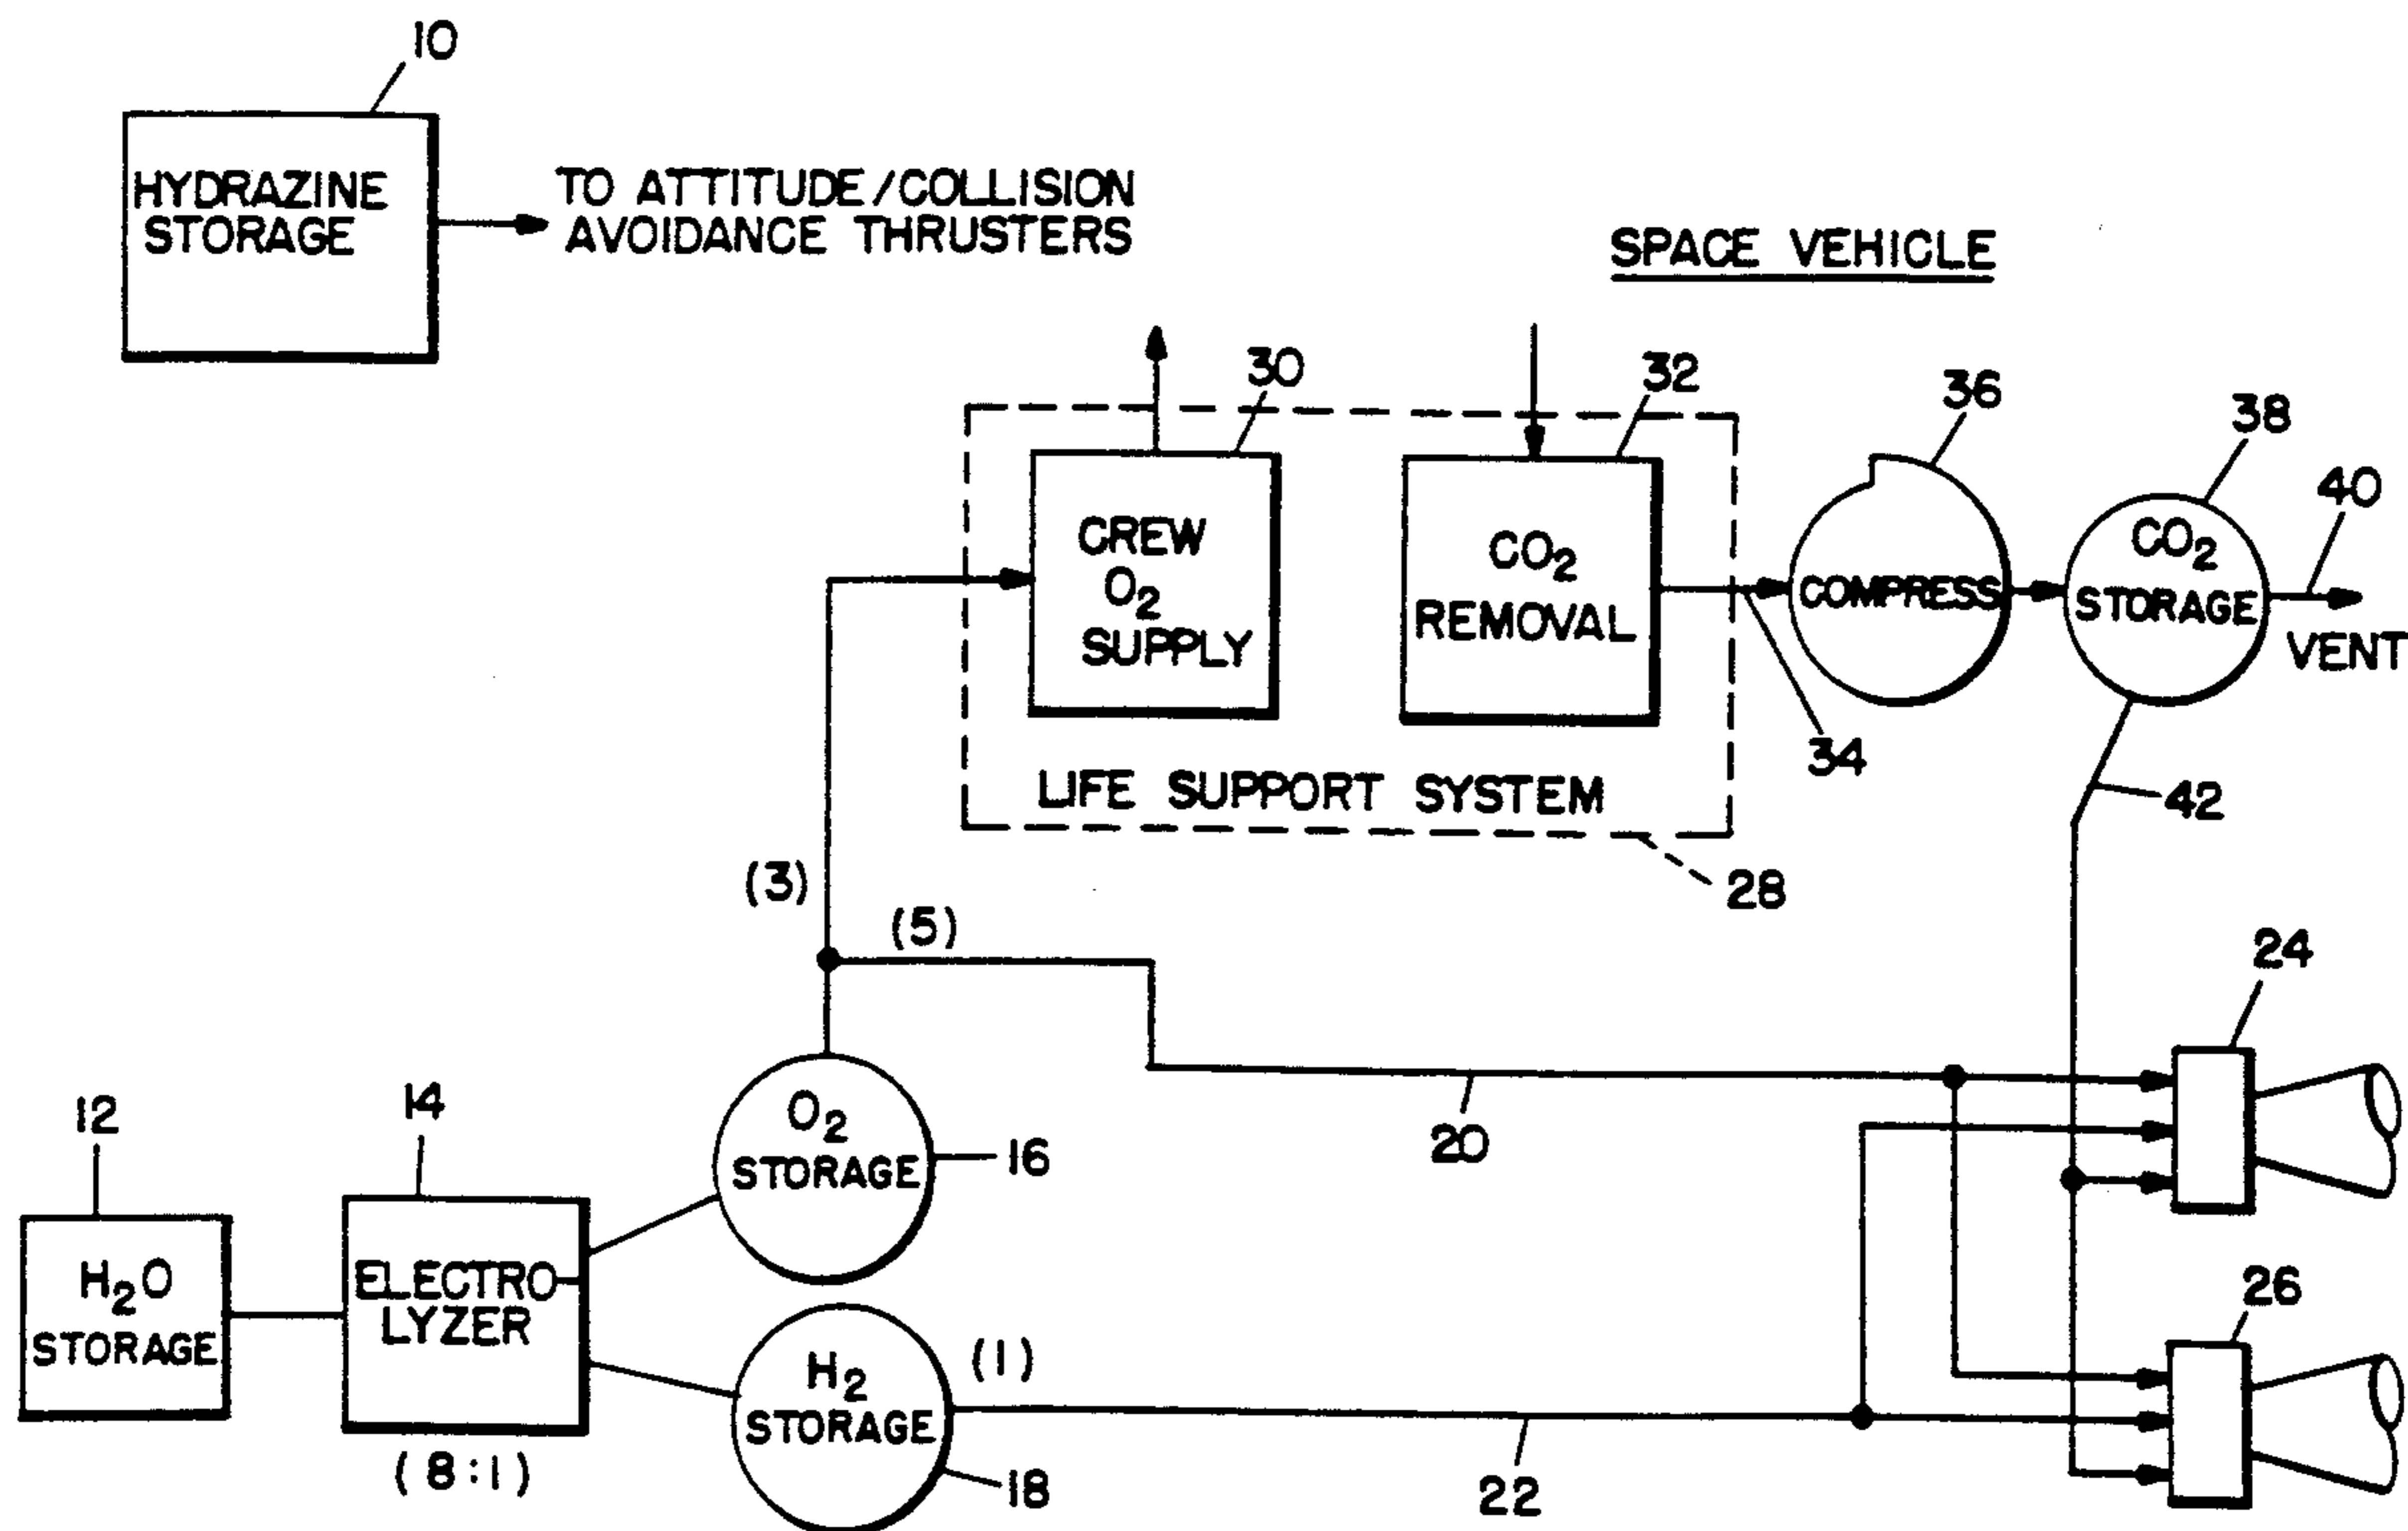 10
HYDRAZINE
STORAGE
TO ATTITUDE/COLLISION
AVOIDANCE THRUSTERS
SPACE VEHICLE
30
32
36
38
40
CREW
O₂
SUPPLY
CO₂
REMOVAL
COMPRESS
CO₂
STORAGE
VENT
34
LIFE SUPPORT SYSTEM
42
28
(3)
(5)
24
12
14
O₂
STORAGE
16
20
H₂O
STORAGE
ELECTRO-
LYZER
(8:1)
H₂
STORAGE
(1)
18
22
26